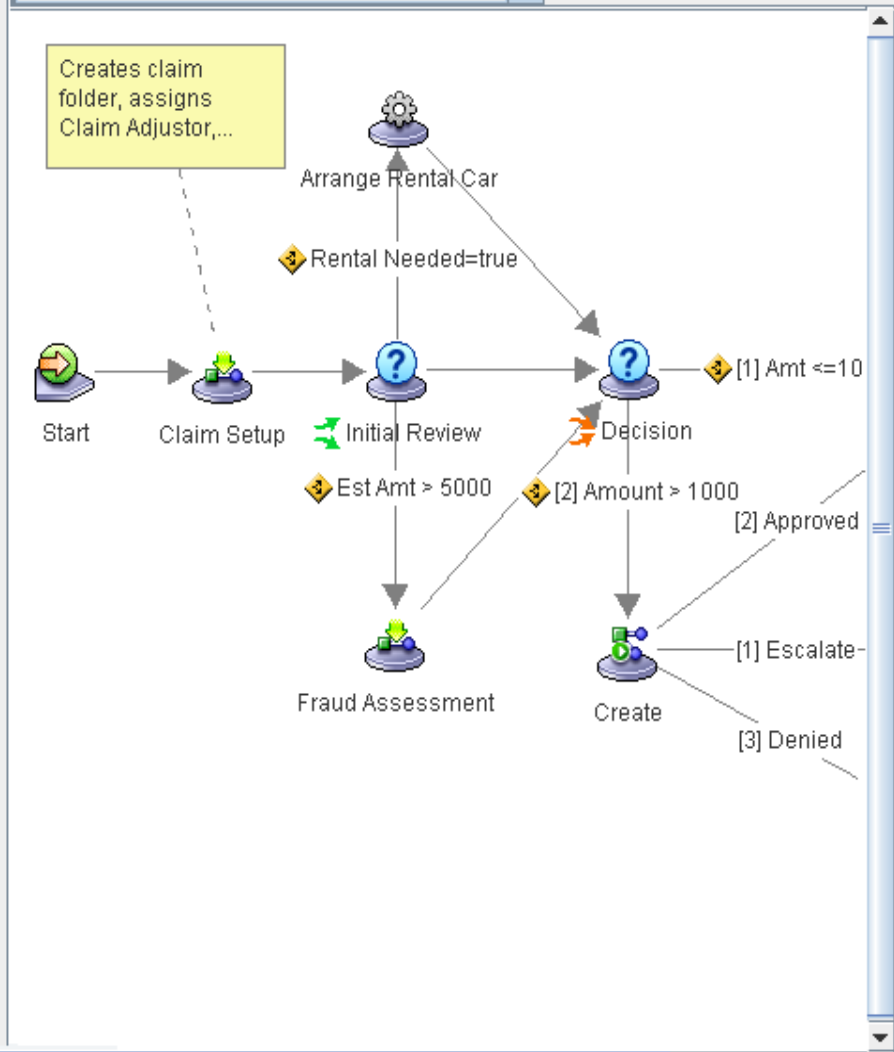 Creates claim
folder, assigns
Claim Adjustor,...
Arrange Rental Car
Rental Needed=true
[1] Amt <=10
Start
Claim Setup
Initial Review
Decision
Est Amt > 5000
[2] Amount > 1000
[2] Approved
[1] Escalate
Fraud Assessment
Create
[3] Denied